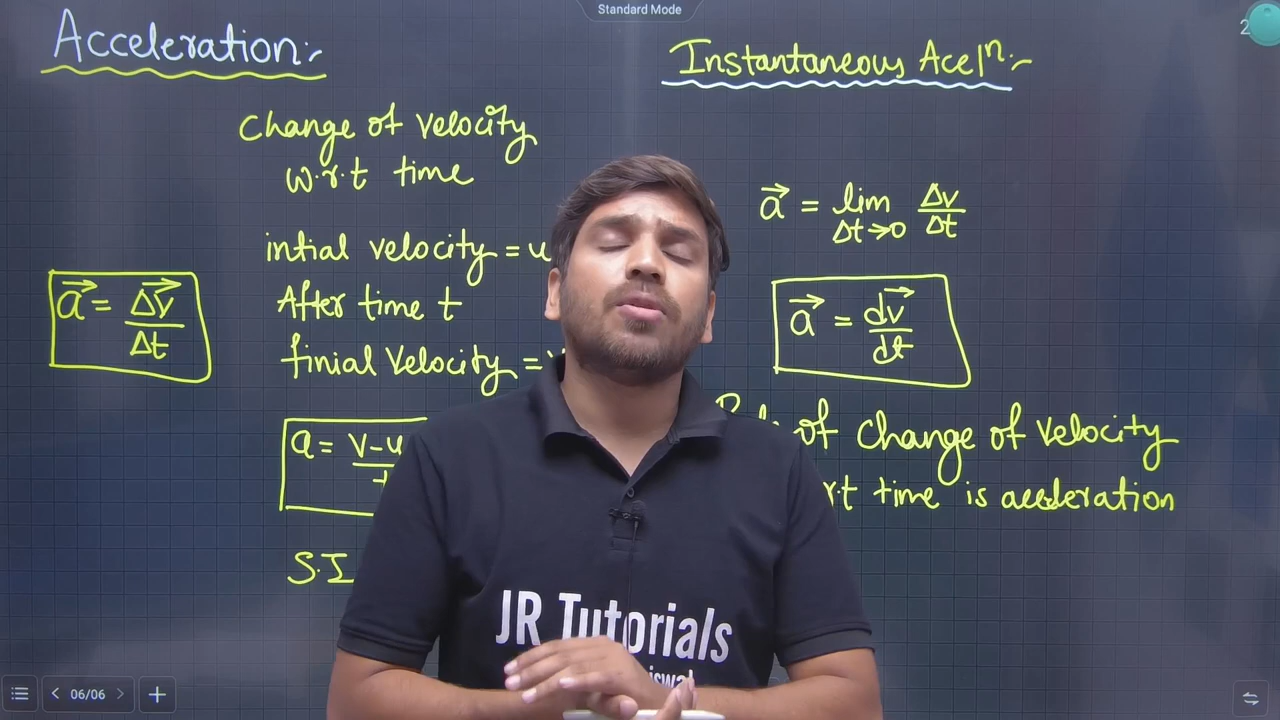 Standard Mode
2
Acceleration:-
Change of velocity
w.r.t time
intial velocity = u
After time t
finial velocity =
a⃗ = Δv⃗/Δt
a = v-u/t
S.I
Instantaneous Acelⁿ:-
a⃗ = lim Δt→0 Δv/Δt
a⃗ = dv⃗/dt
of change of velocity
r.t time is acceleration
JR Tutorials
06/06